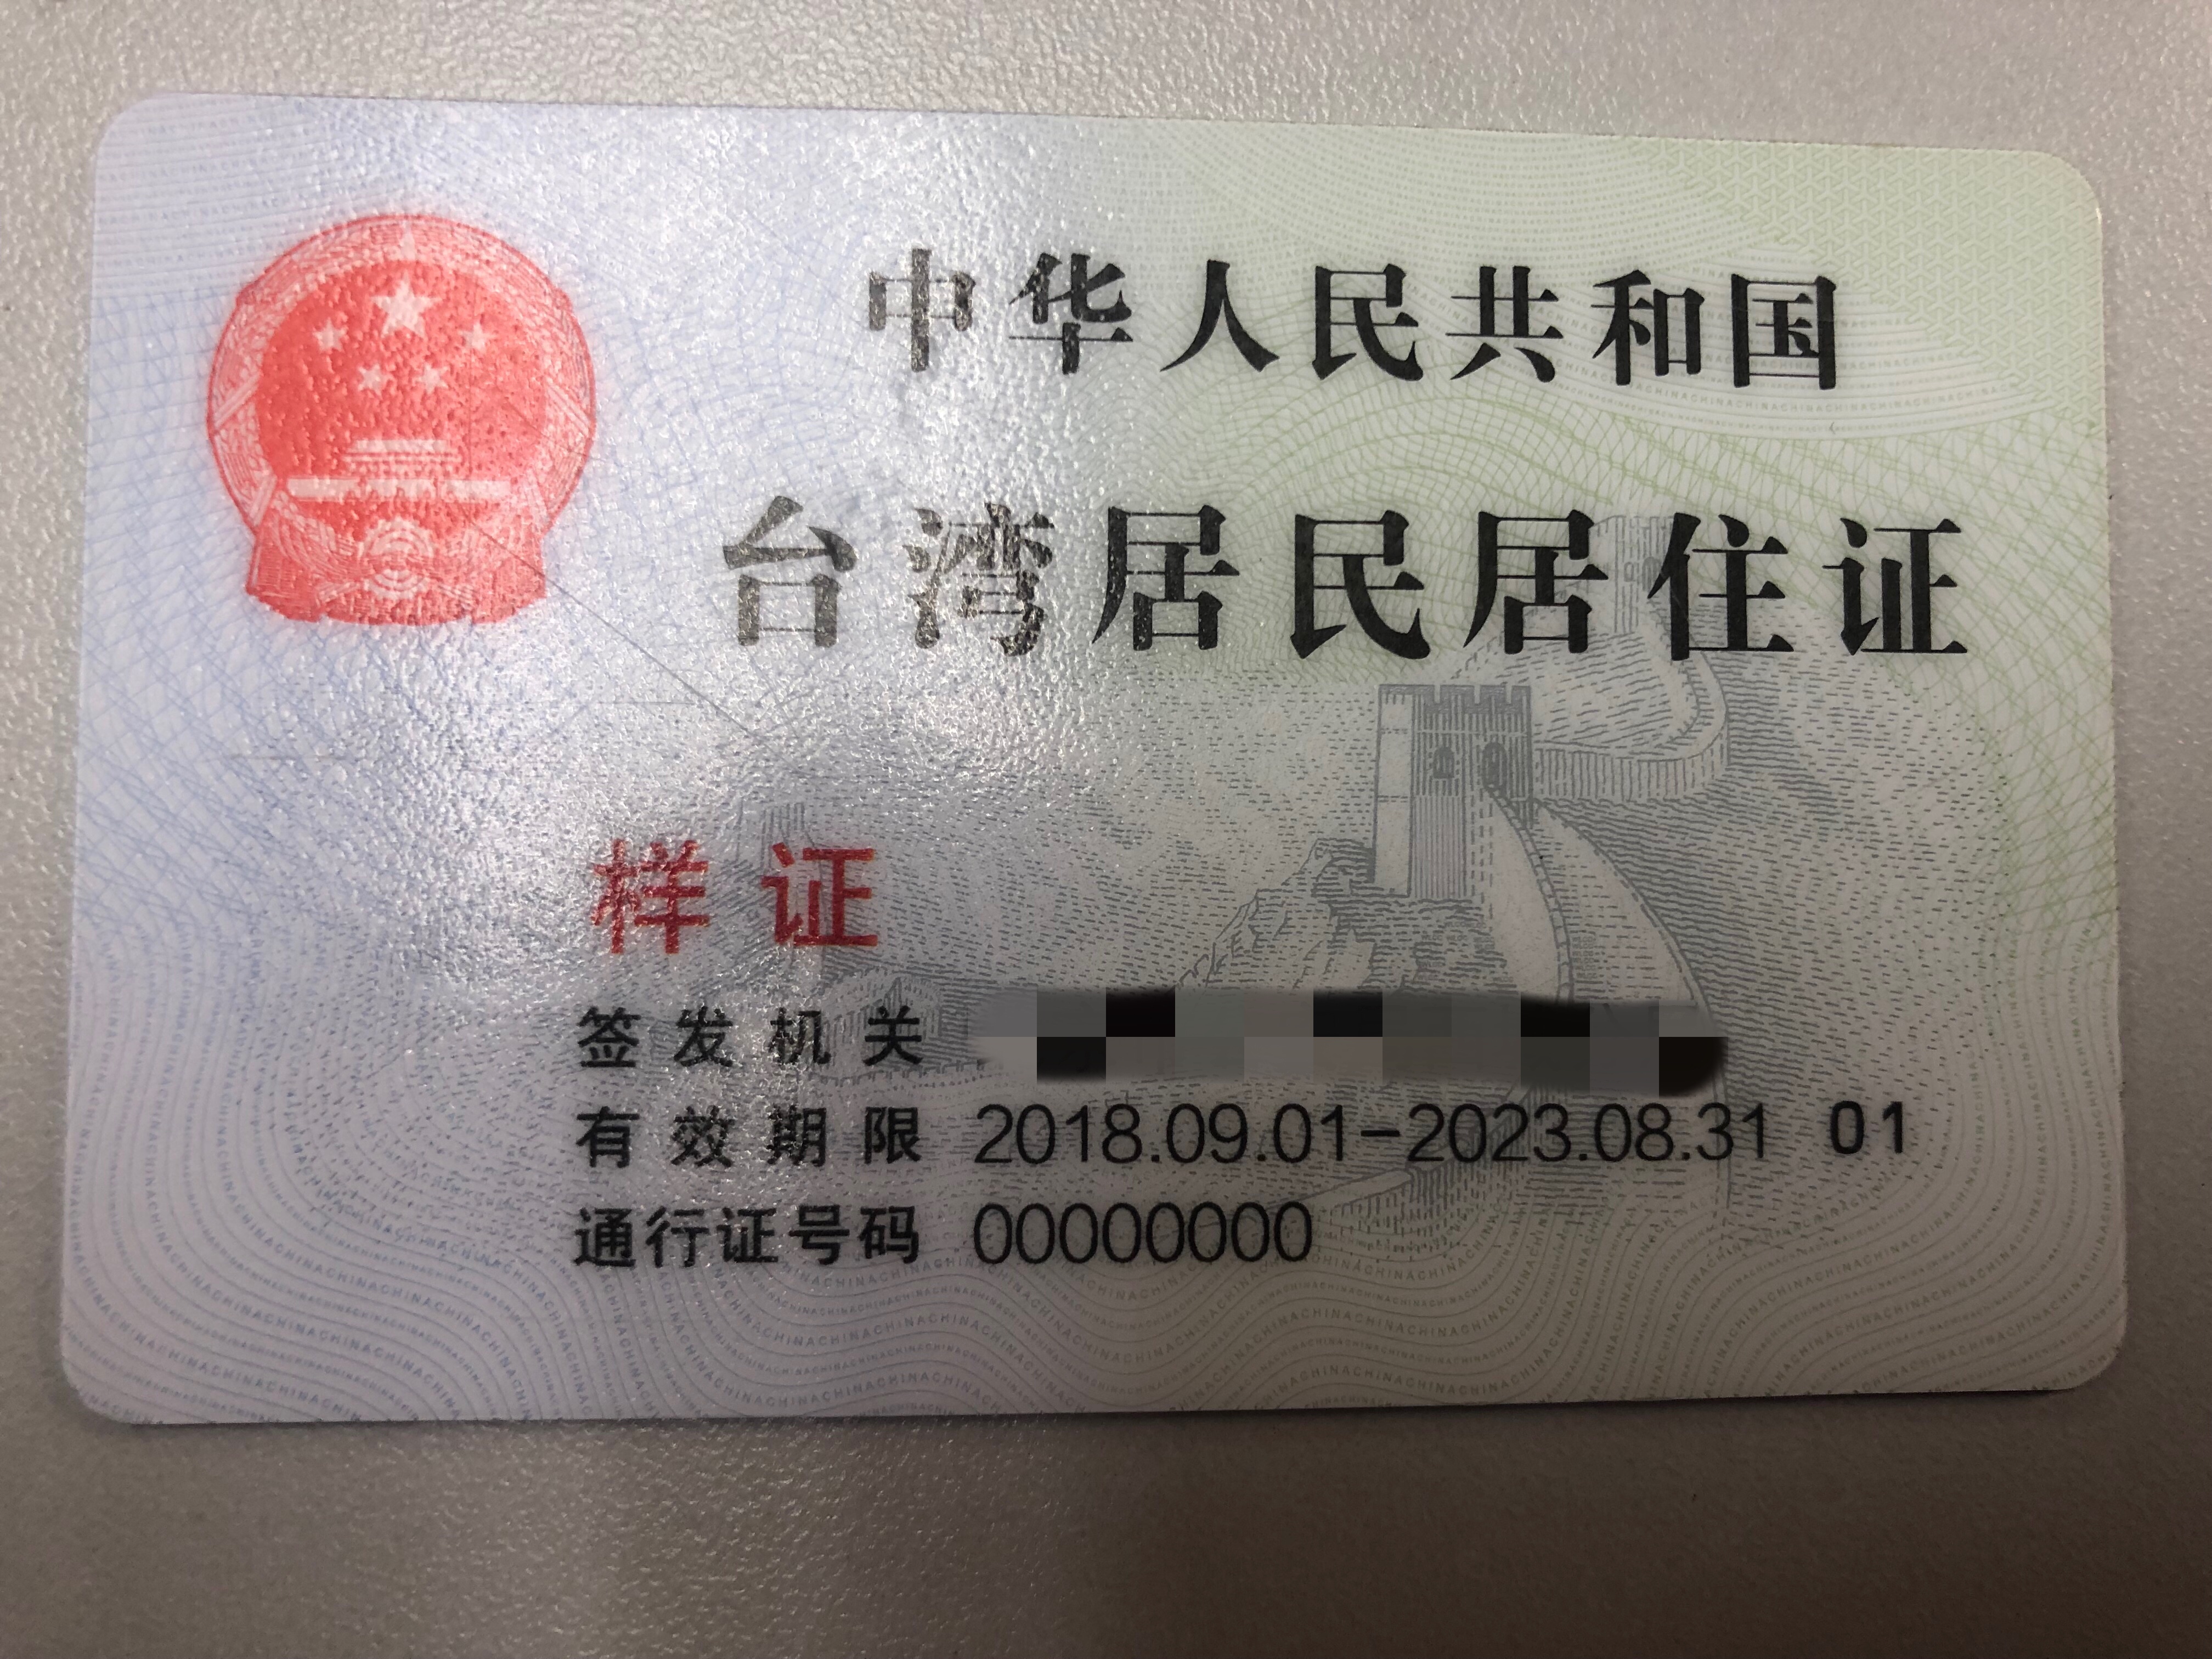 中华人民共和国
台湾居民居住证
样证
签发机关
有效期限 2018.09.01-2023.08.31 01
通行证号码 00000000